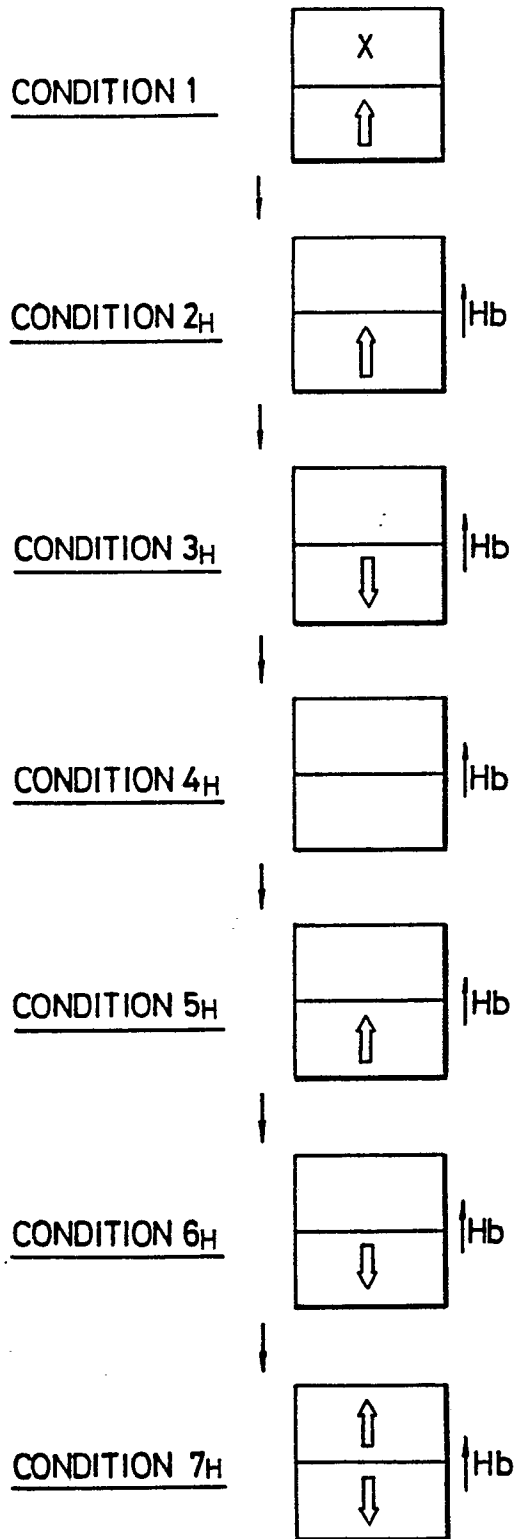 CONDITION 1
X
CONDITION 2H
Hb
CONDITION 3H
Hb
CONDITION 4H
Hb
CONDITION 5H
Hb
CONDITION 6H
Hb
CONDITION 7H
Hb